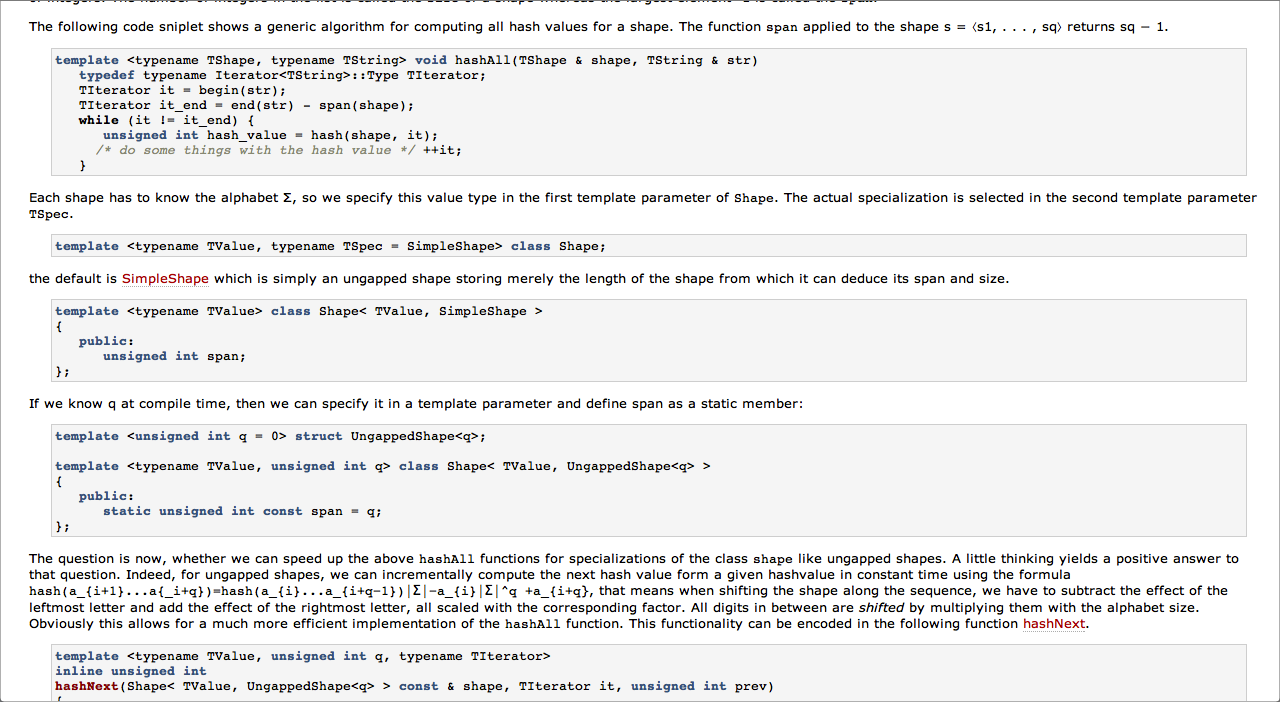 The following code sniplet shows a generic algorithm for computing all hash values for a shape. The function span applied to the shape s = ⟨s1, . . . , sq⟩ returns sq − 1.
template <typename TShape, typename TString> void hashAll(TShape & shape, TString & str)
typedef typename Iterator<TString>::Type TIterator;
TIterator it = begin(str);
TIterator it_end = end(str) - span(shape);
while (it != it_end) {
unsigned int hash_value = hash(shape, it);
/* do some things with the hash value */ ++it;
}
Each shape has to know the alphabet Σ, so we specify this value type in the first template parameter of Shape. The actual specialization is selected in the second template parameter
TSpec.
template <typename TValue, typename TSpec = SimpleShape> class Shape;
the default is SimpleShape which is simply an ungapped shape storing merely the length of the shape from which it can deduce its span and size.
template <typename TValue> class Shape< TValue, SimpleShape >
{
public:
unsigned int span;
};
If we know q at compile time, then we can specify it in a template parameter and define span as a static member:
template <unsigned int q = 0> struct UngappedShape<q>;
template <typename TValue, unsigned int q> class Shape< TValue, UngappedShape<q> >
{
public:
static unsigned int const span = q;
};
The question is now, whether we can speed up the above hashAll functions for specializations of the class shape like ungapped shapes. A little thinking yields a positive answer to
that question. Indeed, for ungapped shapes, we can incrementally compute the next hash value form a given hashvalue in constant time using the formula
hash(a_{i+1}...a{_i+q})=hash(a_{i}...a_{i+q-1})|Σ|−a_{i}|Σ|^q +a_{i+q}, that means when shifting the shape along the sequence, we have to subtract the effect of the
leftmost letter and add the effect of the rightmost letter, all scaled with the corresponding factor. All digits in between are shifted by multiplying them with the alphabet size.
Obviously this allows for a much more efficient implementation of the hashAll function. This functionality can be encoded in the following function hashNext.
template <typename TValue, unsigned int q, typename TIterator>
inline unsigned int
hashNext(Shape< TValue, UngappedShape<q> > const & shape, TIterator it, unsigned int prev)